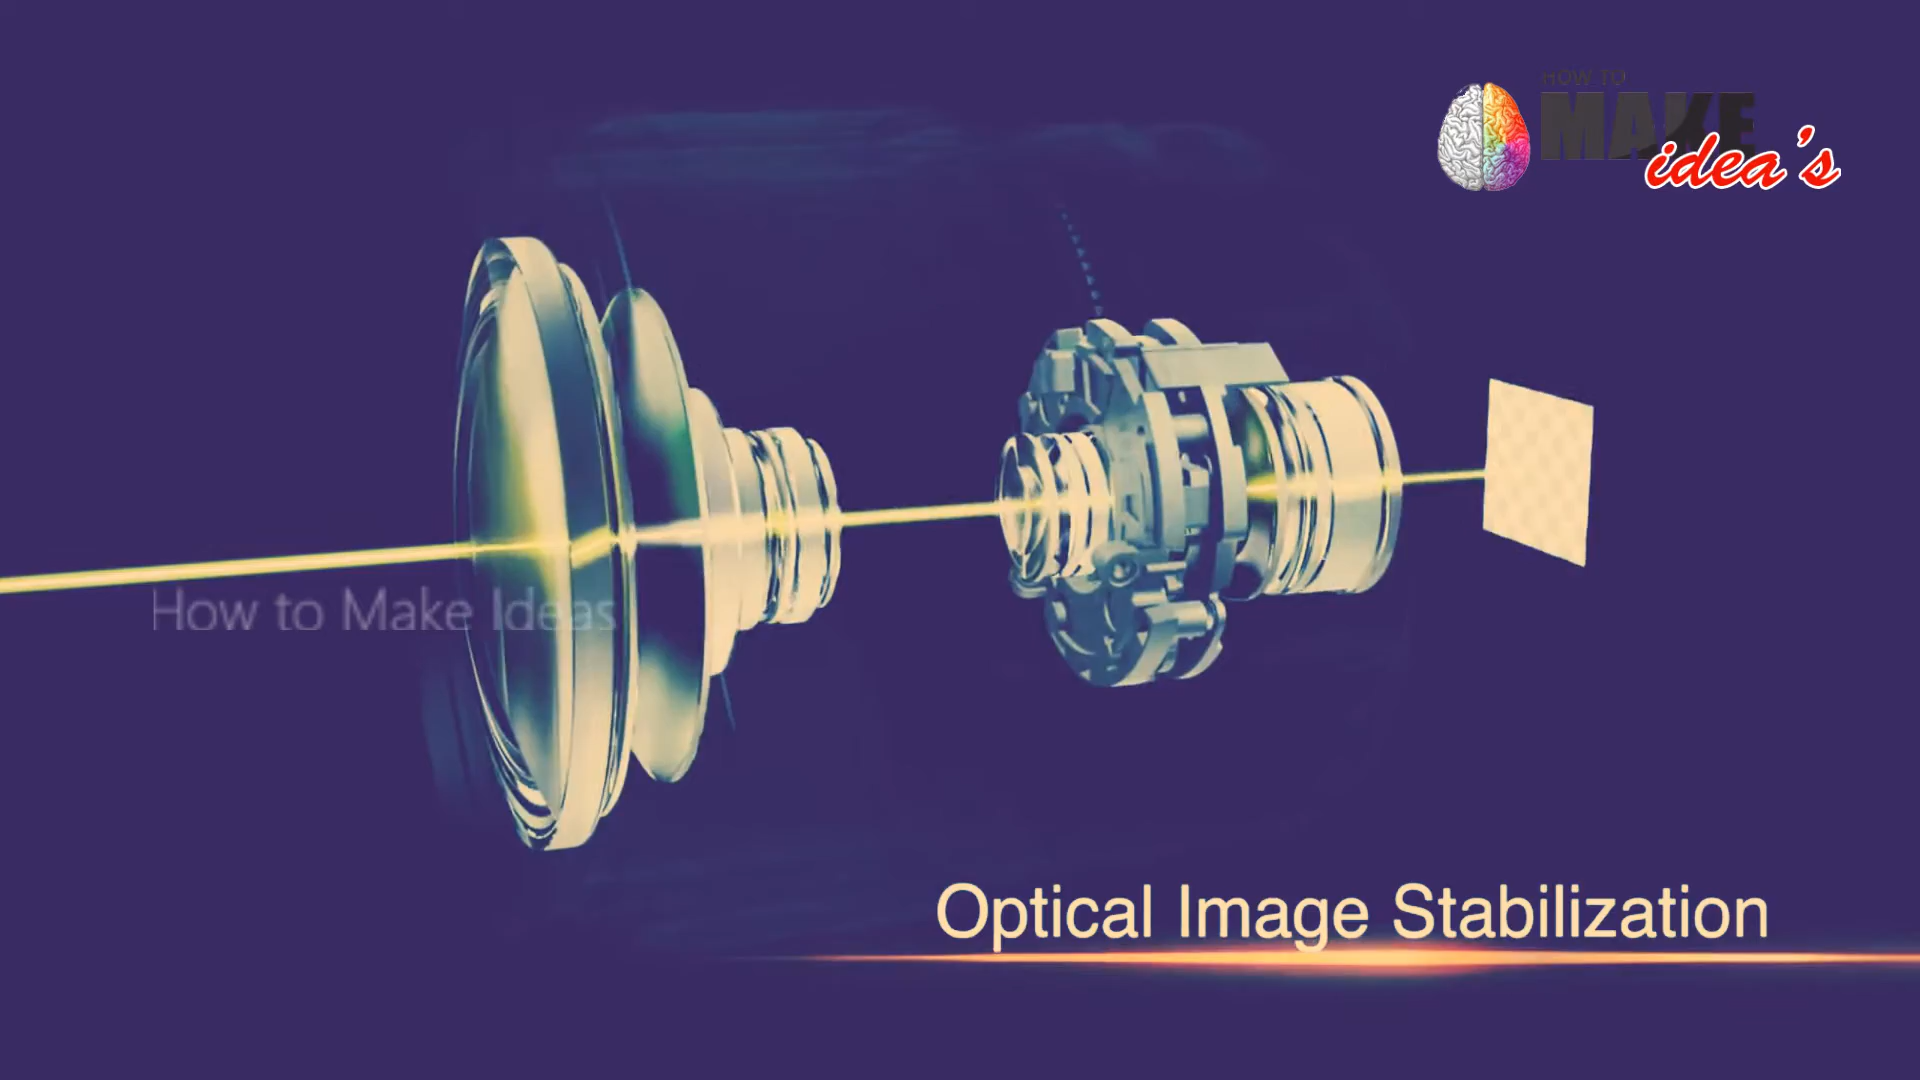 HOW TO
MAKE
idea's
How to Make Ideas
Optical Image Stabilization